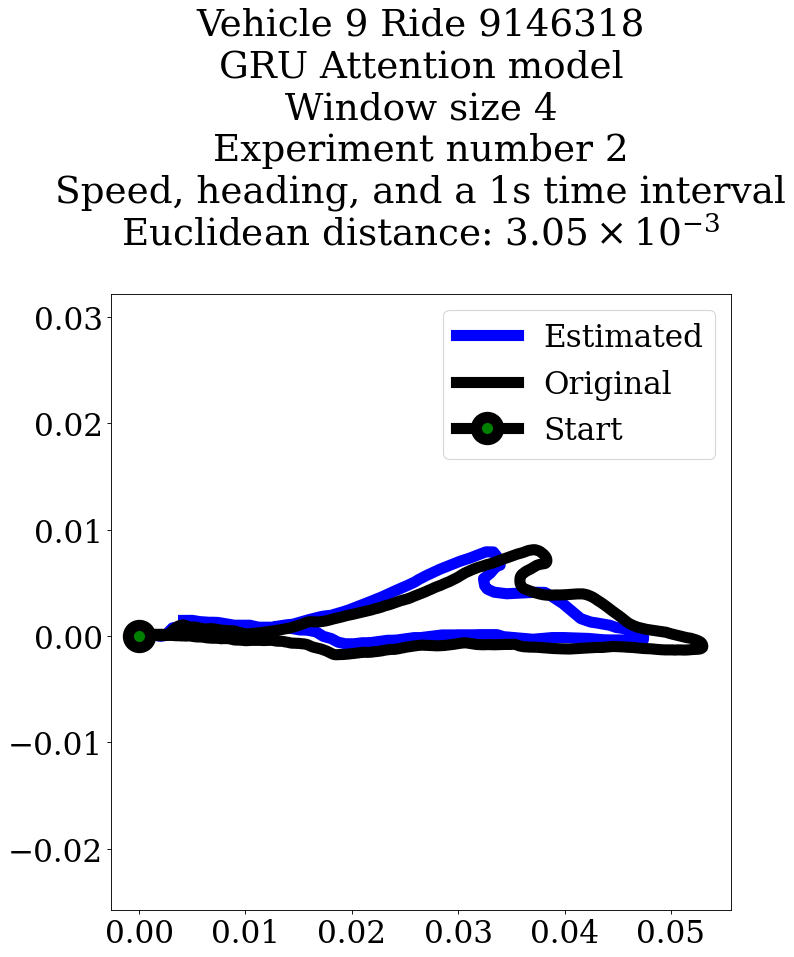 Vehicle 9 Ride 9146318
GRU Attention model
Window size 4
Experiment number 2
Speed, heading, and a 1s time interval
Euclidean distance: 3.05 × 10⁻³
Estimated
Original
Start
0.03
0.02
0.01
0.00
−0.01
−0.02
0.00 0.01 0.02 0.03 0.04 0.05